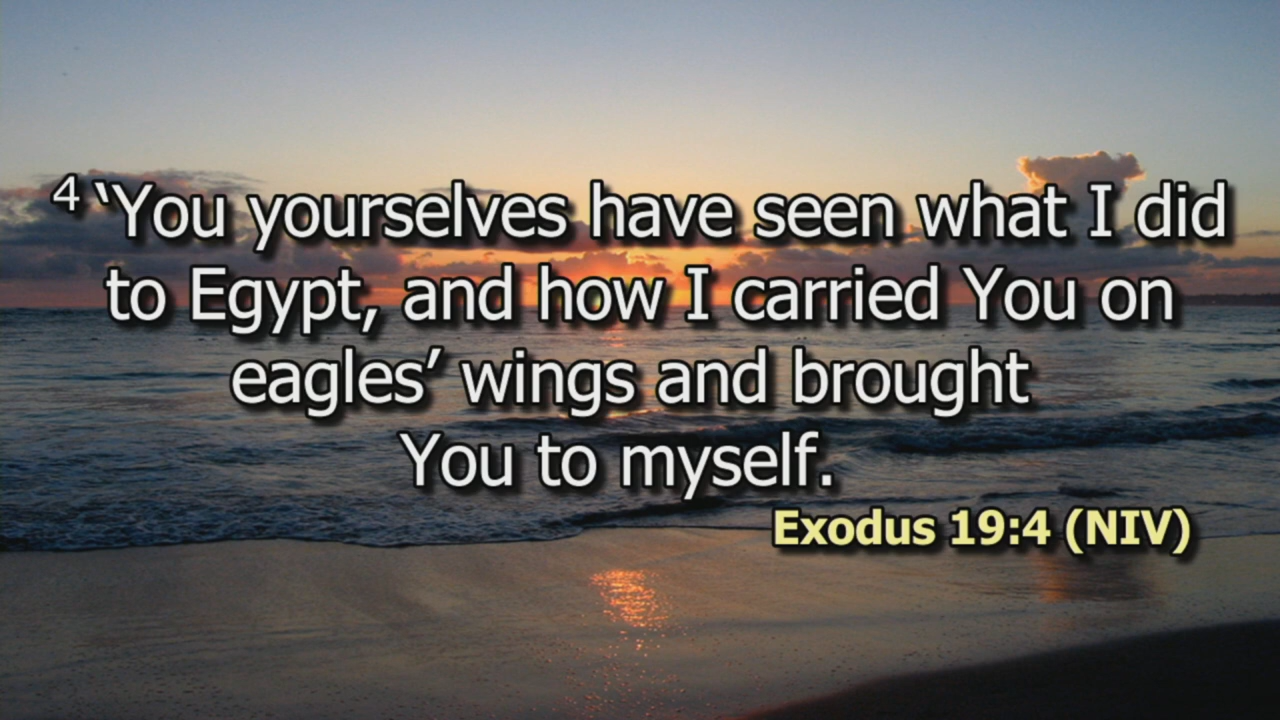 4 ‘You yourselves have seen what I did
to Egypt, and how I carried You on
eagles’ wings and brought
You to myself.
Exodus 19:4 (NIV)